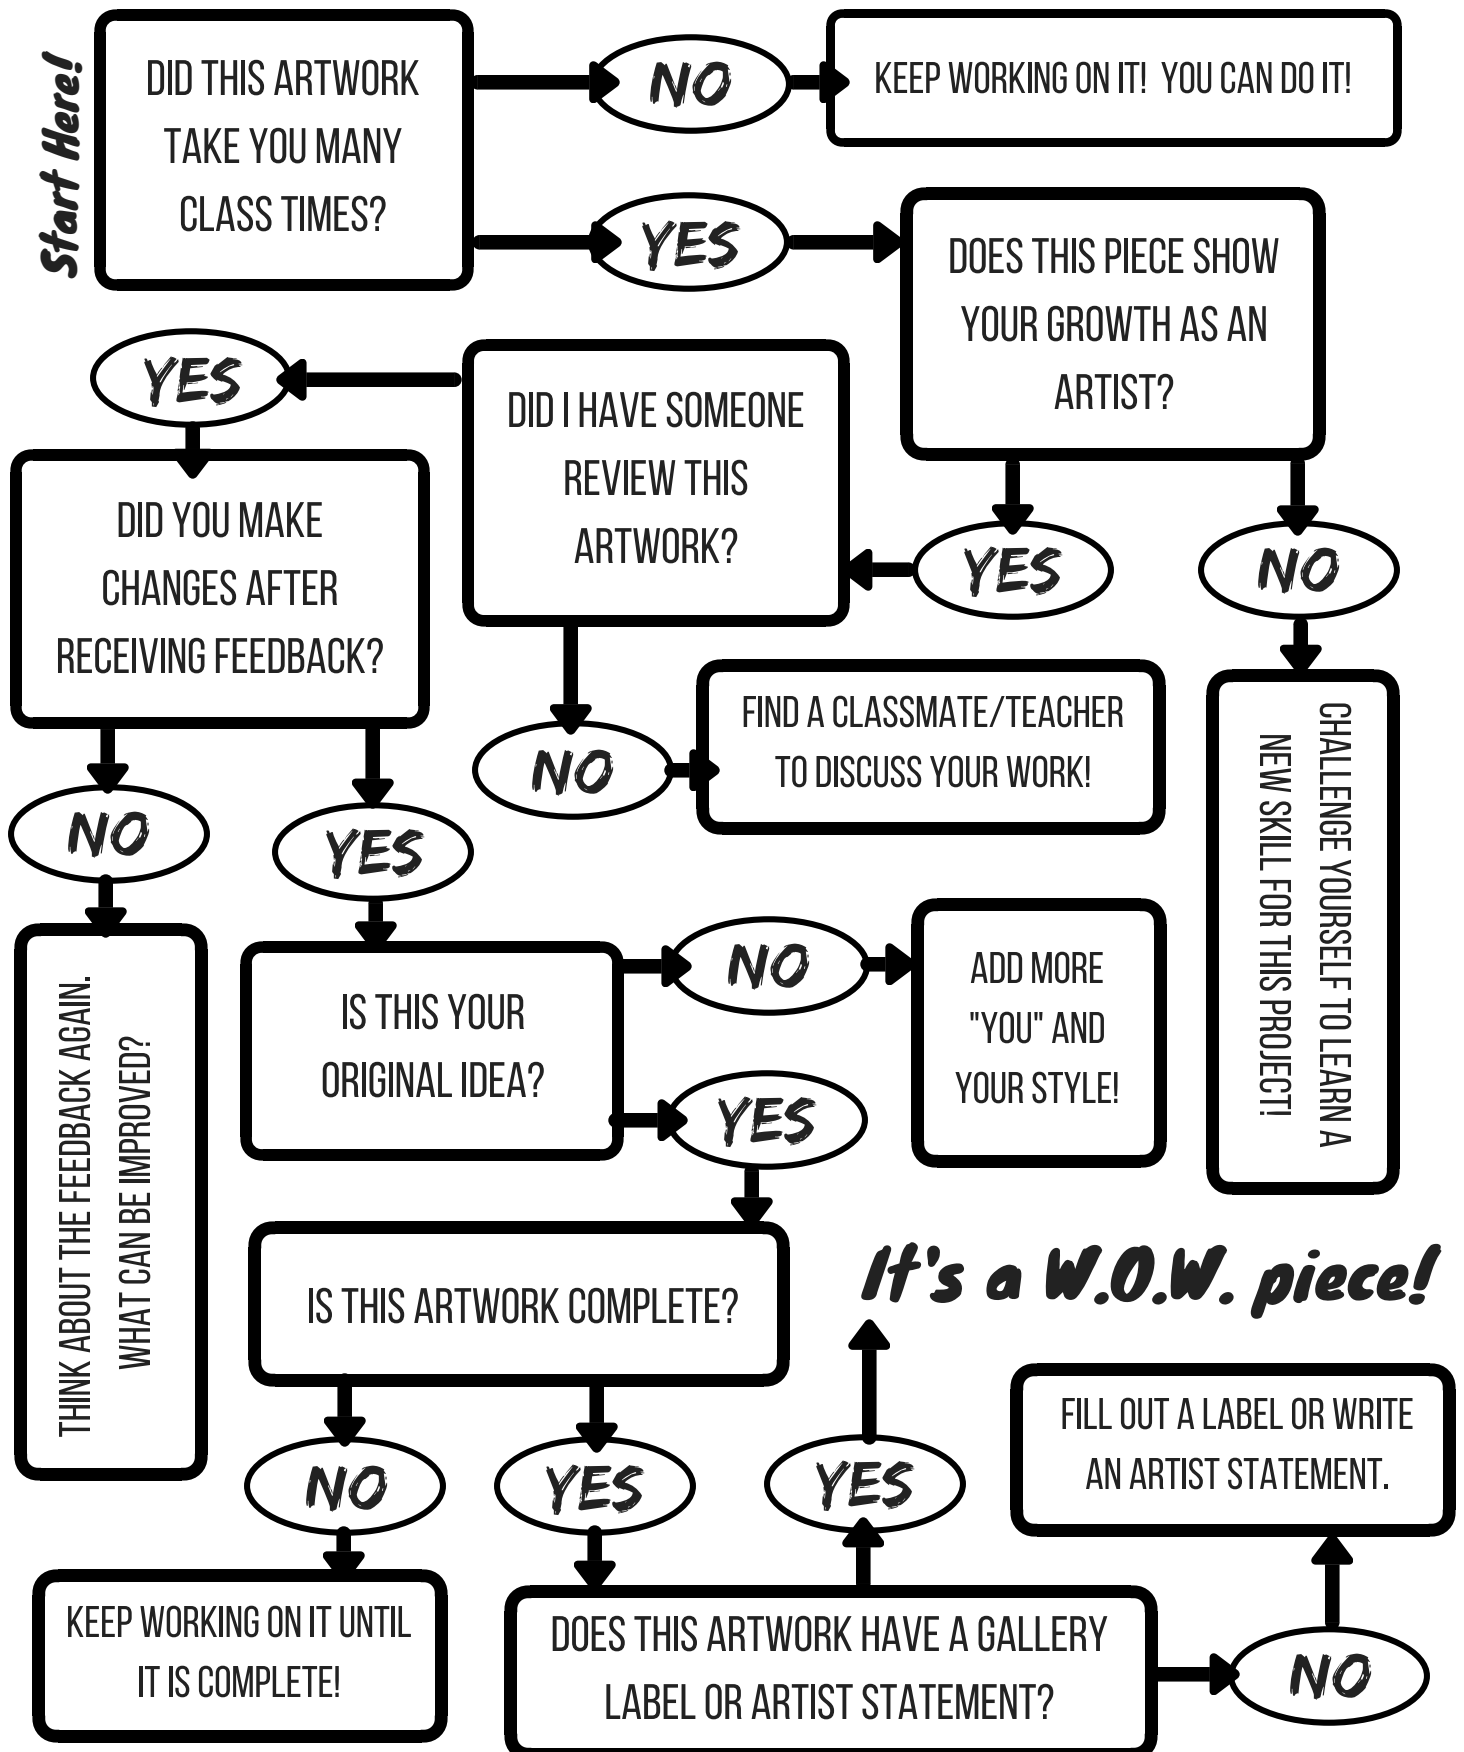 Start Here!
DID THIS ARTWORK
TAKE YOU MANY
CLASS TIMES?
NO
KEEP WORKING ON IT!  YOU CAN DO IT!
YES
DOES THIS PIECE SHOW
YOUR GROWTH AS AN
ARTIST?
YES
NO
CHALLENGE YOURSELF TO LEARN A
NEW SKILL FOR THIS PROJECT!
DID I HAVE SOMEONE
REVIEW THIS
ARTWORK?
NO
FIND A CLASSMATE/TEACHER
TO DISCUSS YOUR WORK!
YES
DID YOU MAKE
CHANGES AFTER
RECEIVING FEEDBACK?
NO
THINK ABOUT THE FEEDBACK AGAIN.
WHAT CAN BE IMPROVED?
YES
IS THIS YOUR
ORIGINAL IDEA?
NO
ADD MORE
"YOU" AND
YOUR STYLE!
YES
IS THIS ARTWORK COMPLETE?
NO
KEEP WORKING ON IT UNTIL
IT IS COMPLETE!
YES
DOES THIS ARTWORK HAVE A GALLERY
LABEL OR ARTIST STATEMENT?
NO
FILL OUT A LABEL OR WRITE
AN ARTIST STATEMENT.
YES
It's a W.O.W. piece!